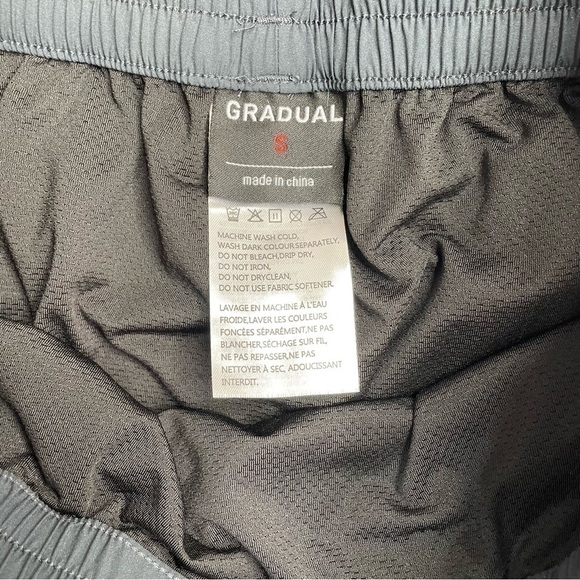 GRADUAL
S
made in china
MACHINE WASH COLD,
WASH DARK COLOUR SEPARATELY,
DO NOT BLEACH,DRIP DRY,
DO NOT IRON,
DO NOT DRYCLEAN,
DO NOT USE FABRIC SOFTENER.
LAVAGE EN MACHINE À L'EAU
FROIDE,LAVER LES COULEURS
FONCÉES SÉPARÉMENT,NE PAS
BLANCHIR,SÉCHAGE SUR FIL,
NE PAS REPASSER,NE PAS
NETTOYER À SEC, ADOUCISSANT
INTERDIT.